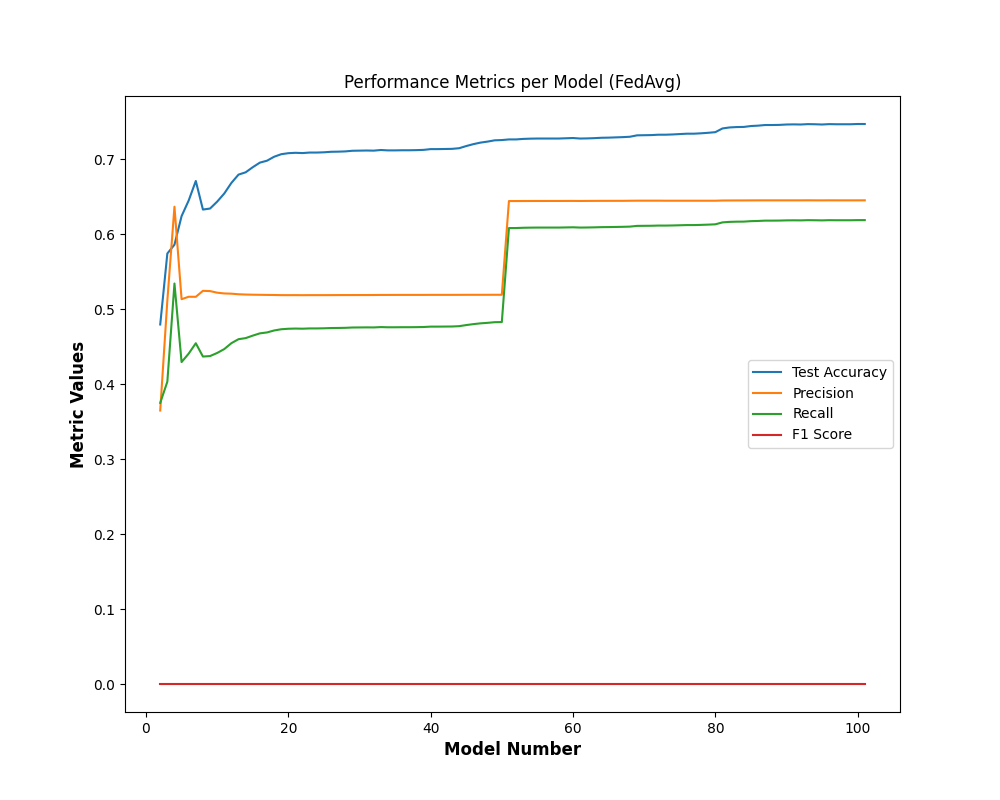 Performance Metrics per Model (FedAvg)
0.7
0.6
0.5
0.4
0.3
0.2
0.1
0.0
Metric Values
Test Accuracy
Precision
Recall
F1 Score
0 20 40 60 80 100
Model Number